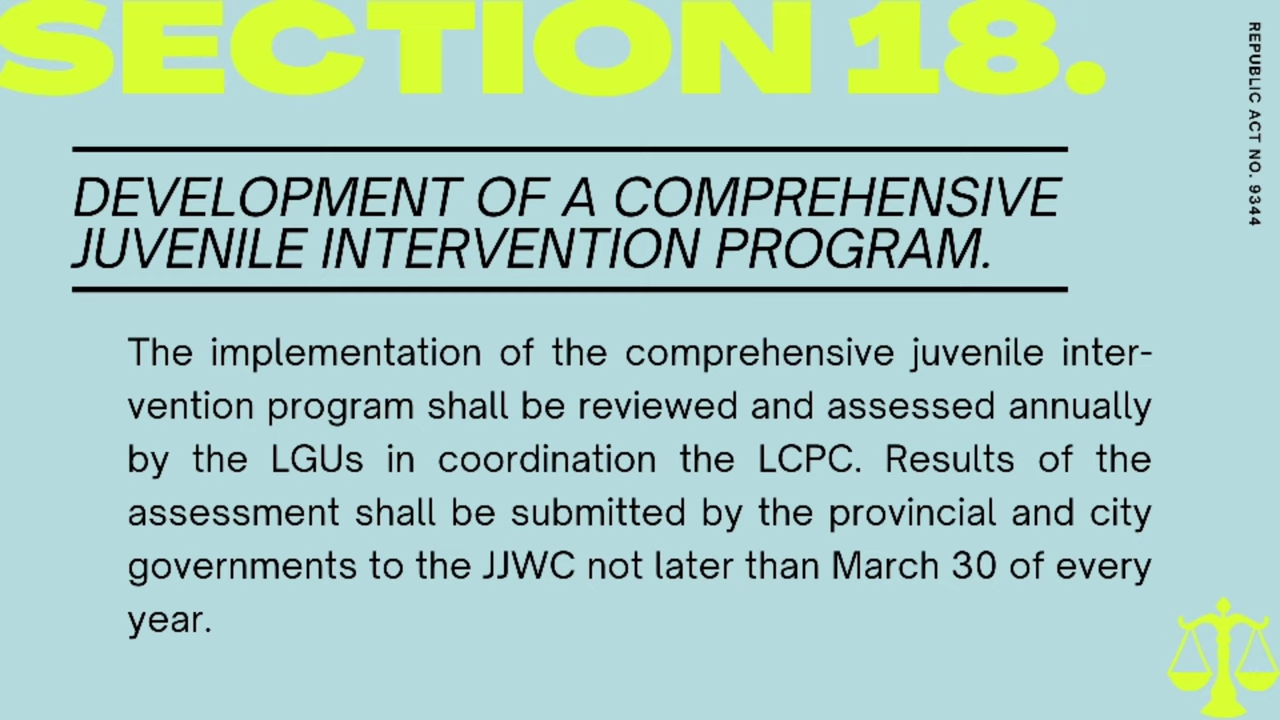 SECTION 18.
REPUBLIC ACT NO. 9344
DEVELOPMENT OF A COMPREHENSIVE
JUVENILE INTERVENTION PROGRAM.
The implementation of the comprehensive juvenile inter-
vention program shall be reviewed and assessed annually
by the LGUs in coordination the LCPC. Results of the
assessment shall be submitted by the provincial and city
governments to the JJWC not later than March 30 of every
year.